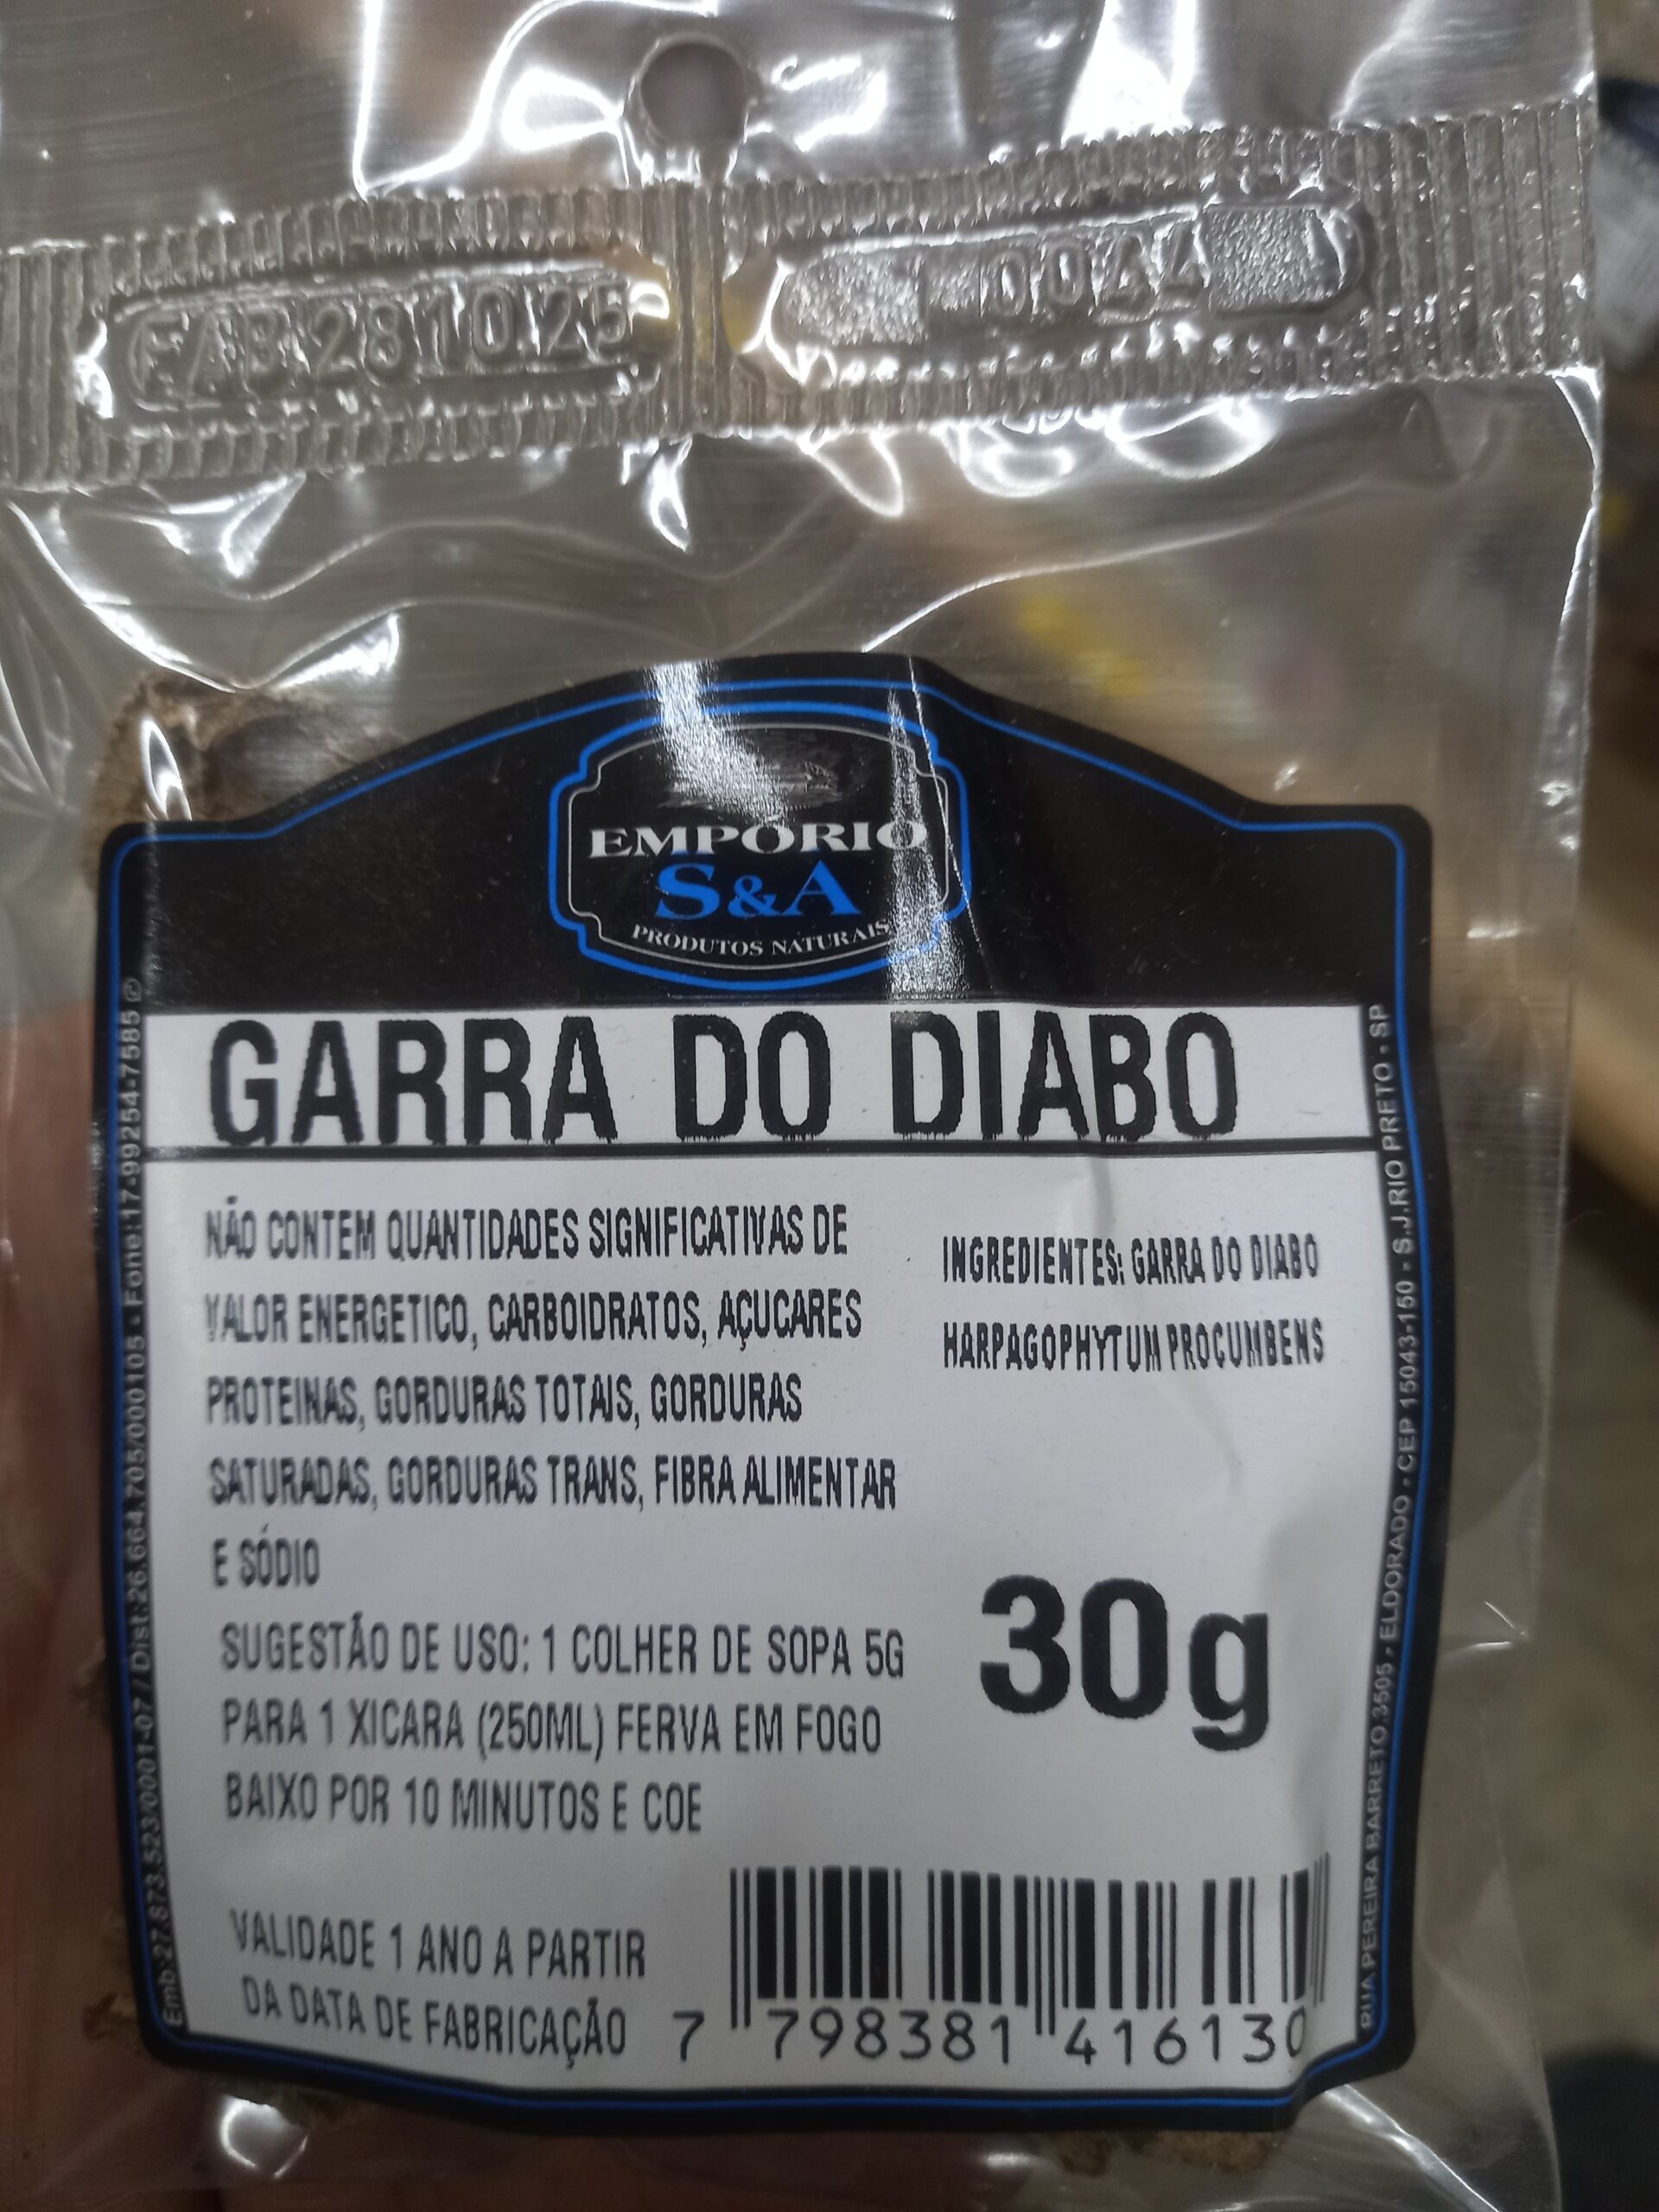 FAB.281025
0044
EMPÓRIO
S&A
PRODUTOS NATURAIS
GARRA DO DIABO
NÃO CONTEM QUANTIDADES SIGNIFICATIVAS DE
VALOR ENERGETICO, CARBOIDRATOS, AÇUCARES
PROTEINAS, GORDURAS TOTAIS, GORDURAS
SATURADAS, GORDURAS TRANS, FIBRA ALIMENTAR
E SÓDIO
INGREDIENTES: GARRA DO DIABO
HARPAGOPHYTUM PROCUMBENS
30g
SUGESTÃO DE USO: 1 COLHER DE SOPA 5G
PARA 1 XICARA (250ML) FERVA EM FOGO
BAIXO POR 10 MINUTOS E COE
VALIDADE 1 ANO A PARTIR
DA DATA DE FABRICAÇÃO
7 798381 416130
Emb:27.873.523/0001-07 / Dist:26.664.705/000105 - Fone:17-99254-7585
RUA PEREIRA BARRETO,3505 - ELDORADO - CEP 15043-150 - S.J.RIO PRETO - SP